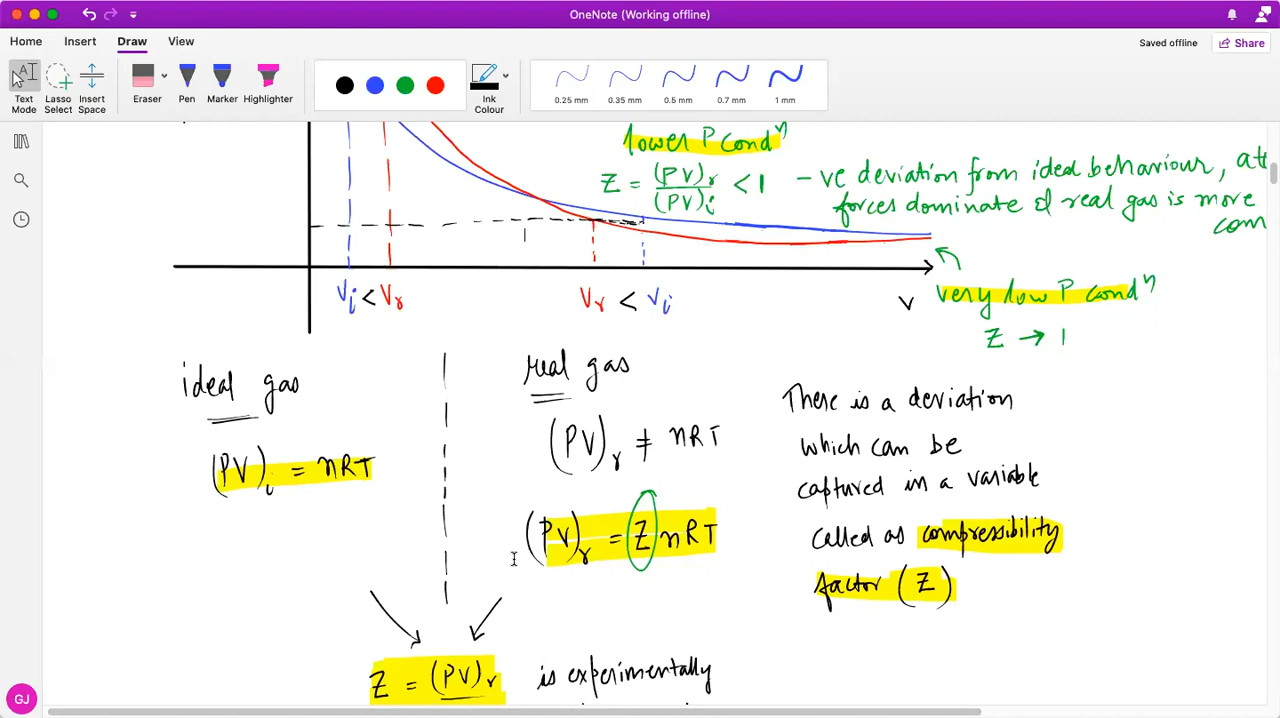 OneNote (Working offline)
Home Insert Draw View
Saved offline
Share
Text Mode
Lasso Select
Insert Space
Eraser
Pen
Marker
Highlighter
Ink Colour
0.25 mm
0.35 mm
0.5 mm
0.7 mm
1 mm
lower P condⁿ
Z = (PV)r / (PV)i < 1
-ve deviation from ideal behaviour, att
forces dominate & real gas is more
com
Vi < Vr
Vr < Vi
V
very low P condⁿ
Z → 1
ideal gas
(PV)i = nRT
real gas
(PV)r ≠ nRT
(PV)r = Z nRT
There is a deviation
which can be
captured in a variable
called as compressibility
factor (Z)
Z = (PV)r
is experimentally
GJ